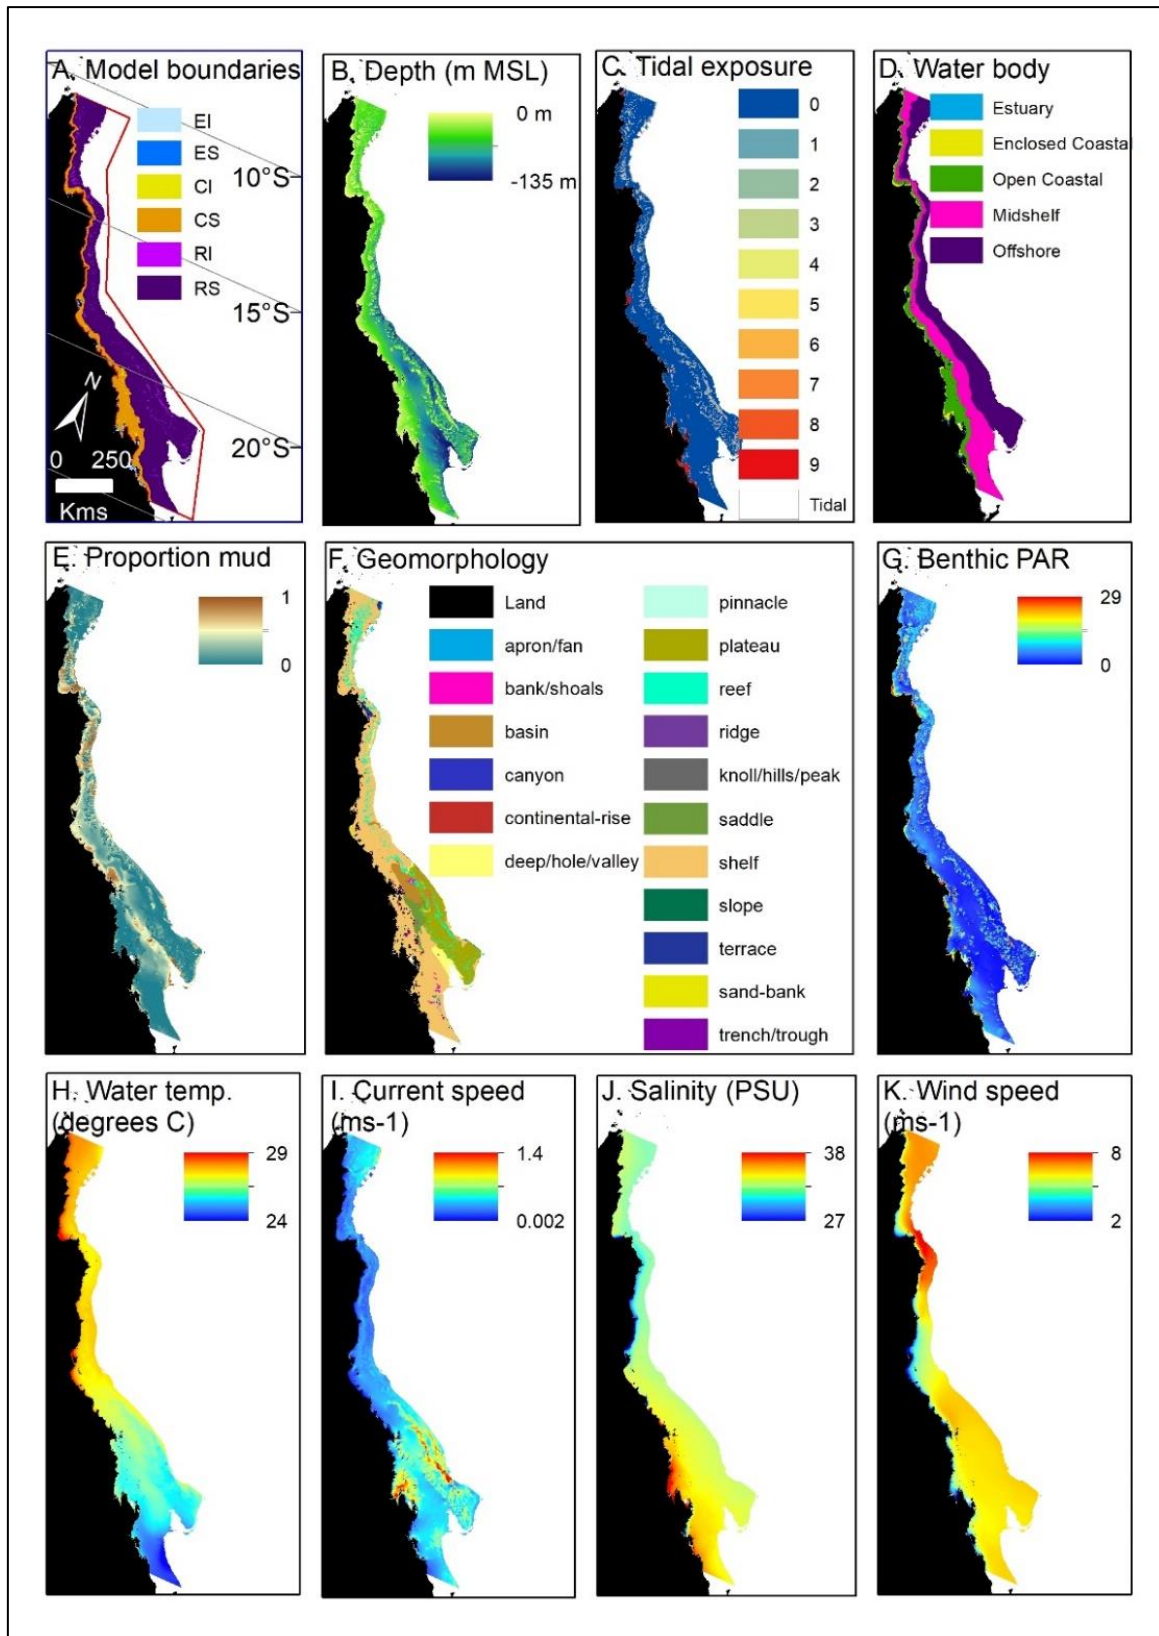 A. Model boundaries
EI
ES
CI
CS
RI
RS
10°S
15°S
20°S
N
0 250
Kms
B. Depth (m MSL)
0 m
-135 m
C. Tidal exposure
0
1
2
3
4
5
6
7
8
9
Tidal
D. Water body
Estuary
Enclosed Coastal
Open Coastal
Midshelf
Offshore
E. Proportion mud
1
0
F. Geomorphology
Land
apron/fan
bank/shoals
basin
canyon
continental-rise
deep/hole/valley
pinnacle
plateau
reef
ridge
knoll/hills/peak
saddle
shelf
slope
terrace
sand-bank
trench/trough
G. Benthic PAR
29
0
H. Water temp.
(degrees C)
29
24
I. Current speed
(ms-1)
1.4
0.002
J. Salinity (PSU)
38
27
K. Wind speed
(ms-1)
8
2